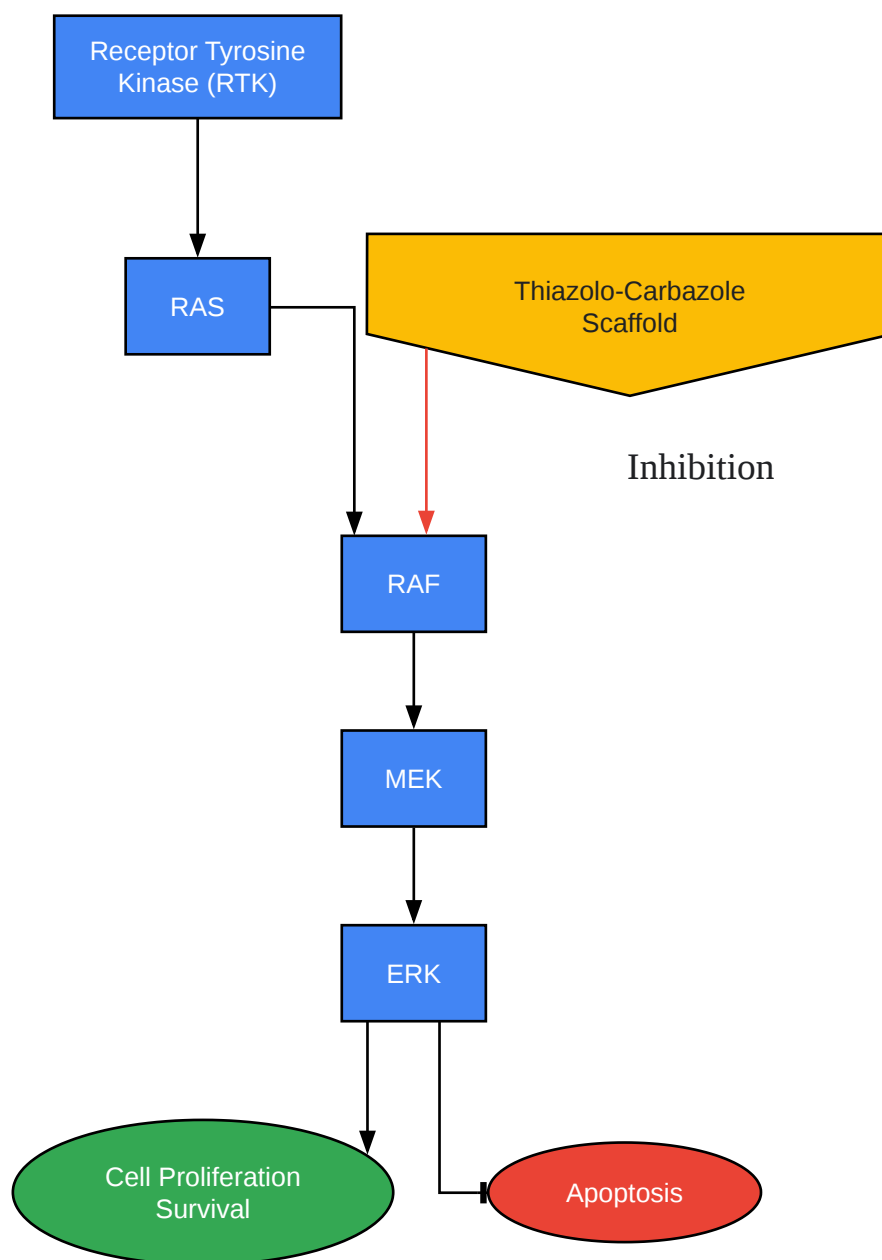 Receptor Tyrosine
Kinase (RTK)
RAS
Thiazolo-Carbazole
Scaffold
Inhibition
RAF
MEK
ERK
Cell Proliferation
Survival
Apoptosis